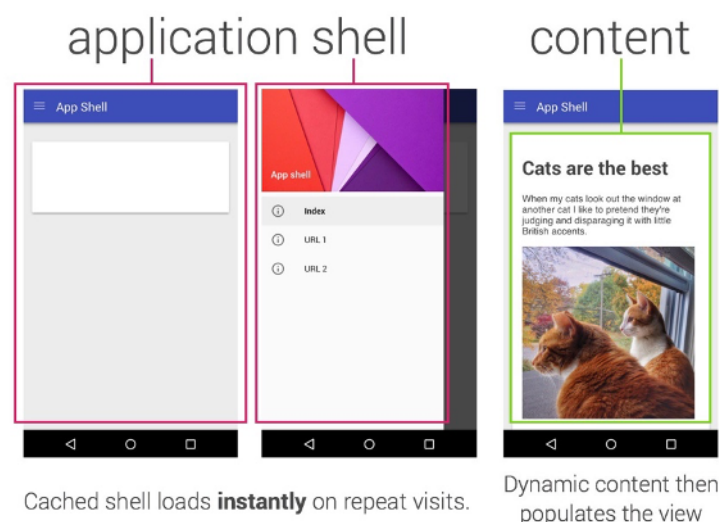 application shell
content
App Shell
App shell
Index
URL 1
URL 2
App Shell
Cats are the best
When my cats look out the window at
another cat I like to pretend they're
judging and disparaging it with little
British accents.
Cached shell loads instantly on repeat visits.
Dynamic content then
populates the view